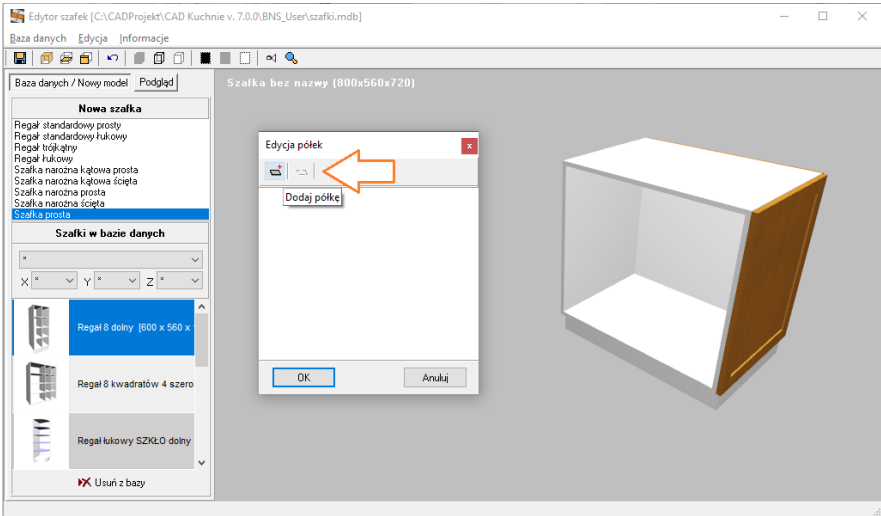 Edytor szafek [C:\CADProjekt\CAD Kuchnie v. 7.0.0\BNS_User\szafki.mdb]
Baza danych Edycja Informacje
Baza danych / Nowy model Podgląd
Szafka bez nazwy (800x560x720)
Nowa szafka
Regał standardowy prosty
Regał standardowy łukowy
Regał trójkątny
Regał łukowy
Szafka narożna kątowa prosta
Szafka narożna kątowa ścięta
Szafka narożna prosta
Szafka narożna ścięta
Szafka prosta
Szafki w bazie danych
*
X * Y * Z *
Regał 8 dolny [600 x 560 x
Regał 8 kwadratów 4 szero
Regał łukowy SZKŁO dolny
Usuń z bazy
Edycja półek
x
Dodaj półkę
OK Anuluj